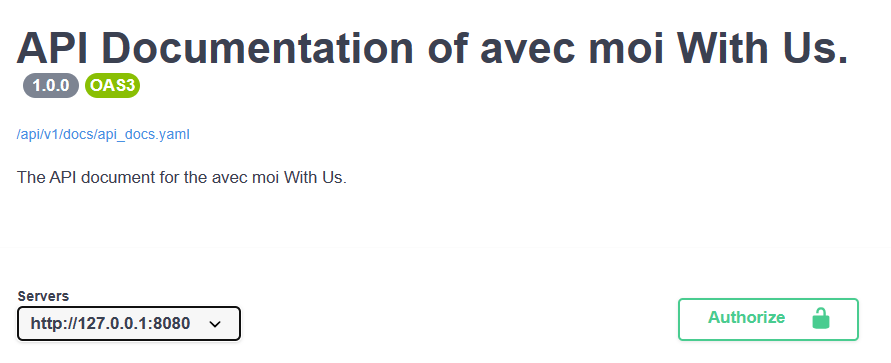 API Documentation of avec moi With Us.
1.0.0 OAS3
/api/v1/docs/api_docs.yaml
The API document for the avec moi With Us.
Servers
http://127.0.0.1:8080
Authorize